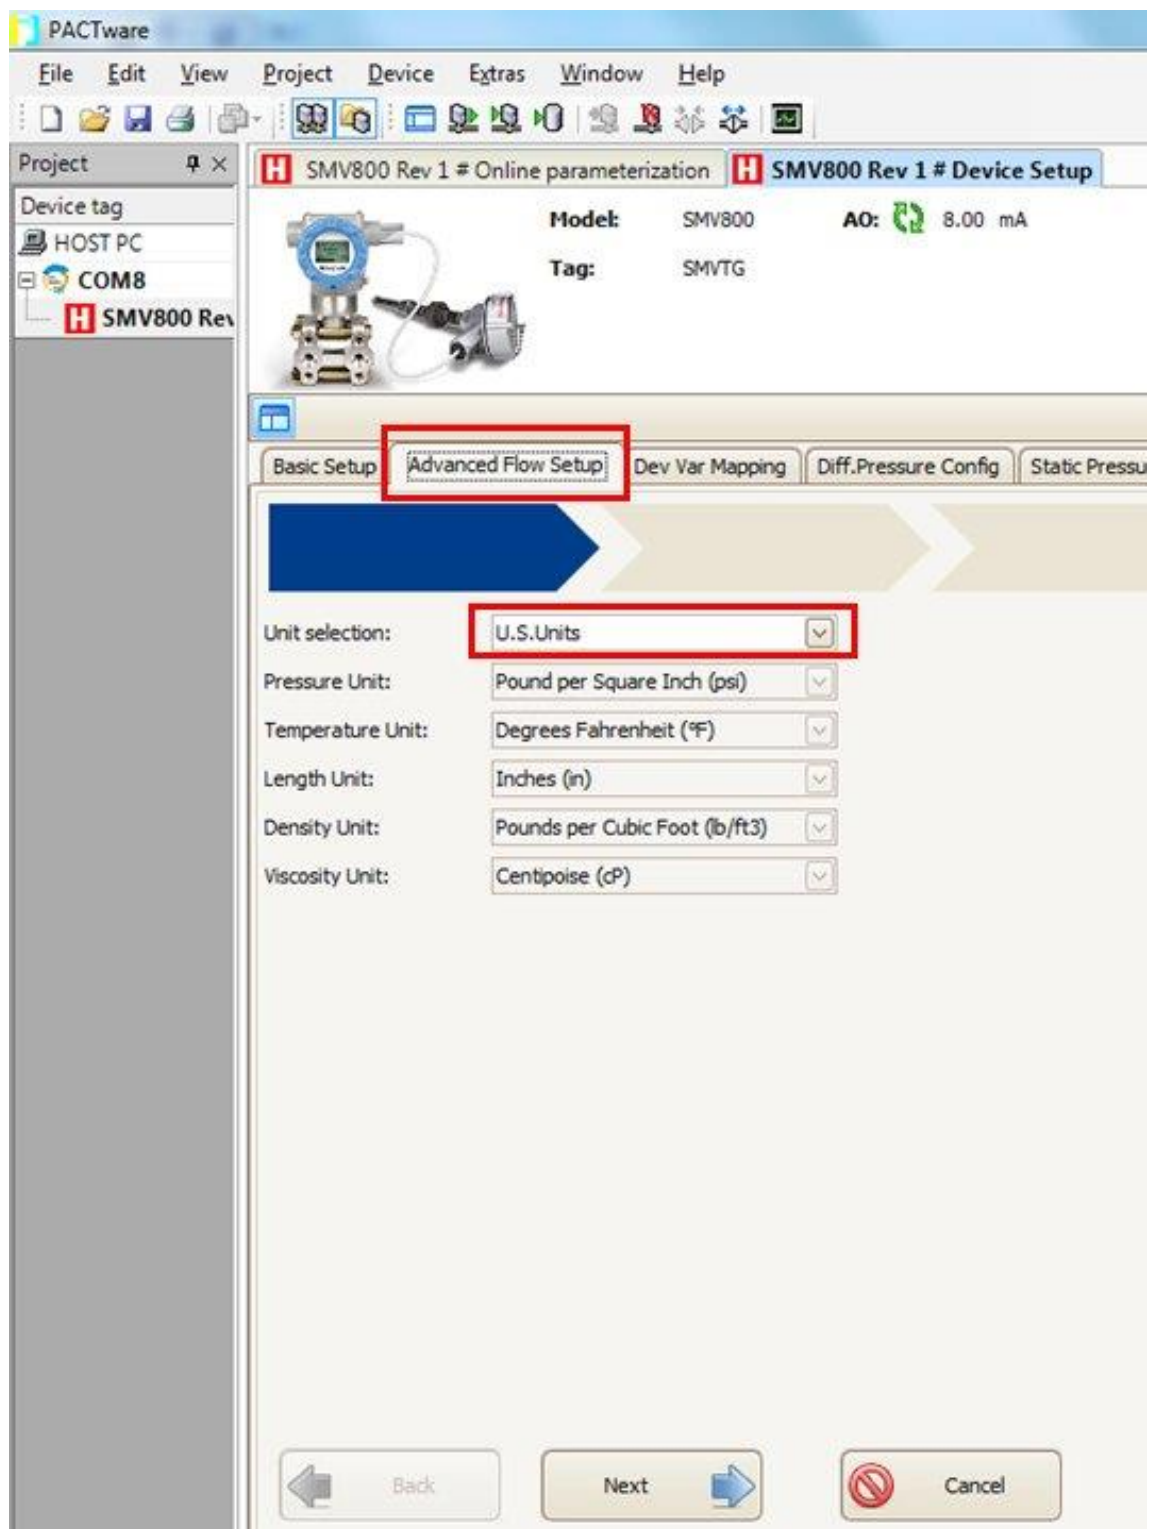 PACTware
File Edit View Project Device Extras Window Help
Project
SMV800 Rev 1 # Online parameterization
SMV800 Rev 1 # Device Setup
Device tag
HOST PC
COM8
SMV800 Rev
Model: SMV800 AO: 8.00 mA
Tag: SMVTG
Basic Setup Advanced Flow Setup Dev Var Mapping Diff.Pressure Config Static Pressu
Unit selection: U.S.Units
Pressure Unit: Pound per Square Inch (psi)
Temperature Unit: Degrees Fahrenheit (°F)
Length Unit: Inches (in)
Density Unit: Pounds per Cubic Foot (lb/ft3)
Viscosity Unit: Centipoise (cP)
Back Next Cancel